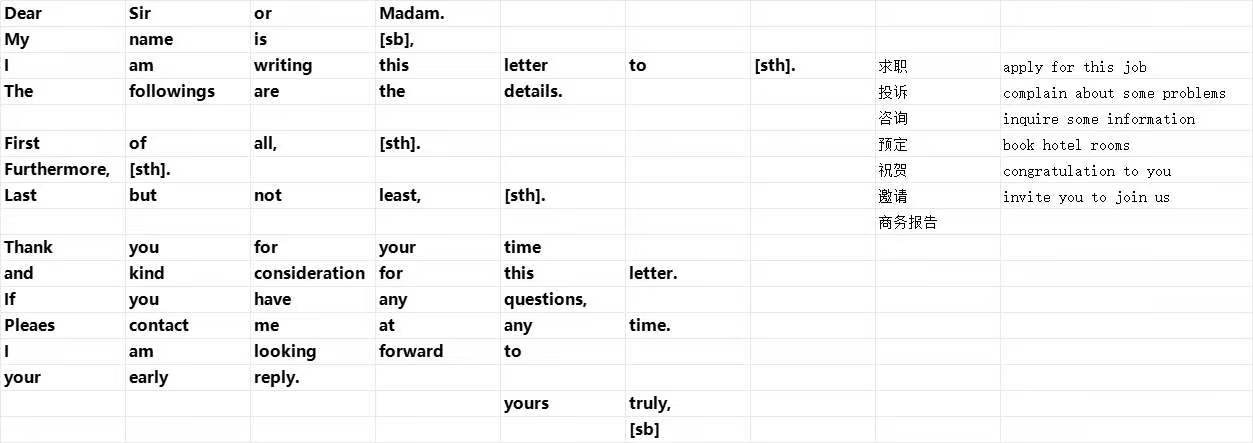 Dear Sir or Madam.
My name is [sb],
I am writing this letter to [sth]. 求职 apply for this job
The followings are the details. 投诉 complain about some problems
咨询 inquire some information
First of all, [sth]. 预定 book hotel rooms
Furthermore, [sth]. 祝贺 congratulation to you
Last but not least, [sth]. 邀请 invite you to join us
商务报告
Thank you for your time
and kind consideration for this letter.
If you have any questions,
Pleaes contact me at any time.
I am looking forward to
your early reply.
yours truly,
[sb]